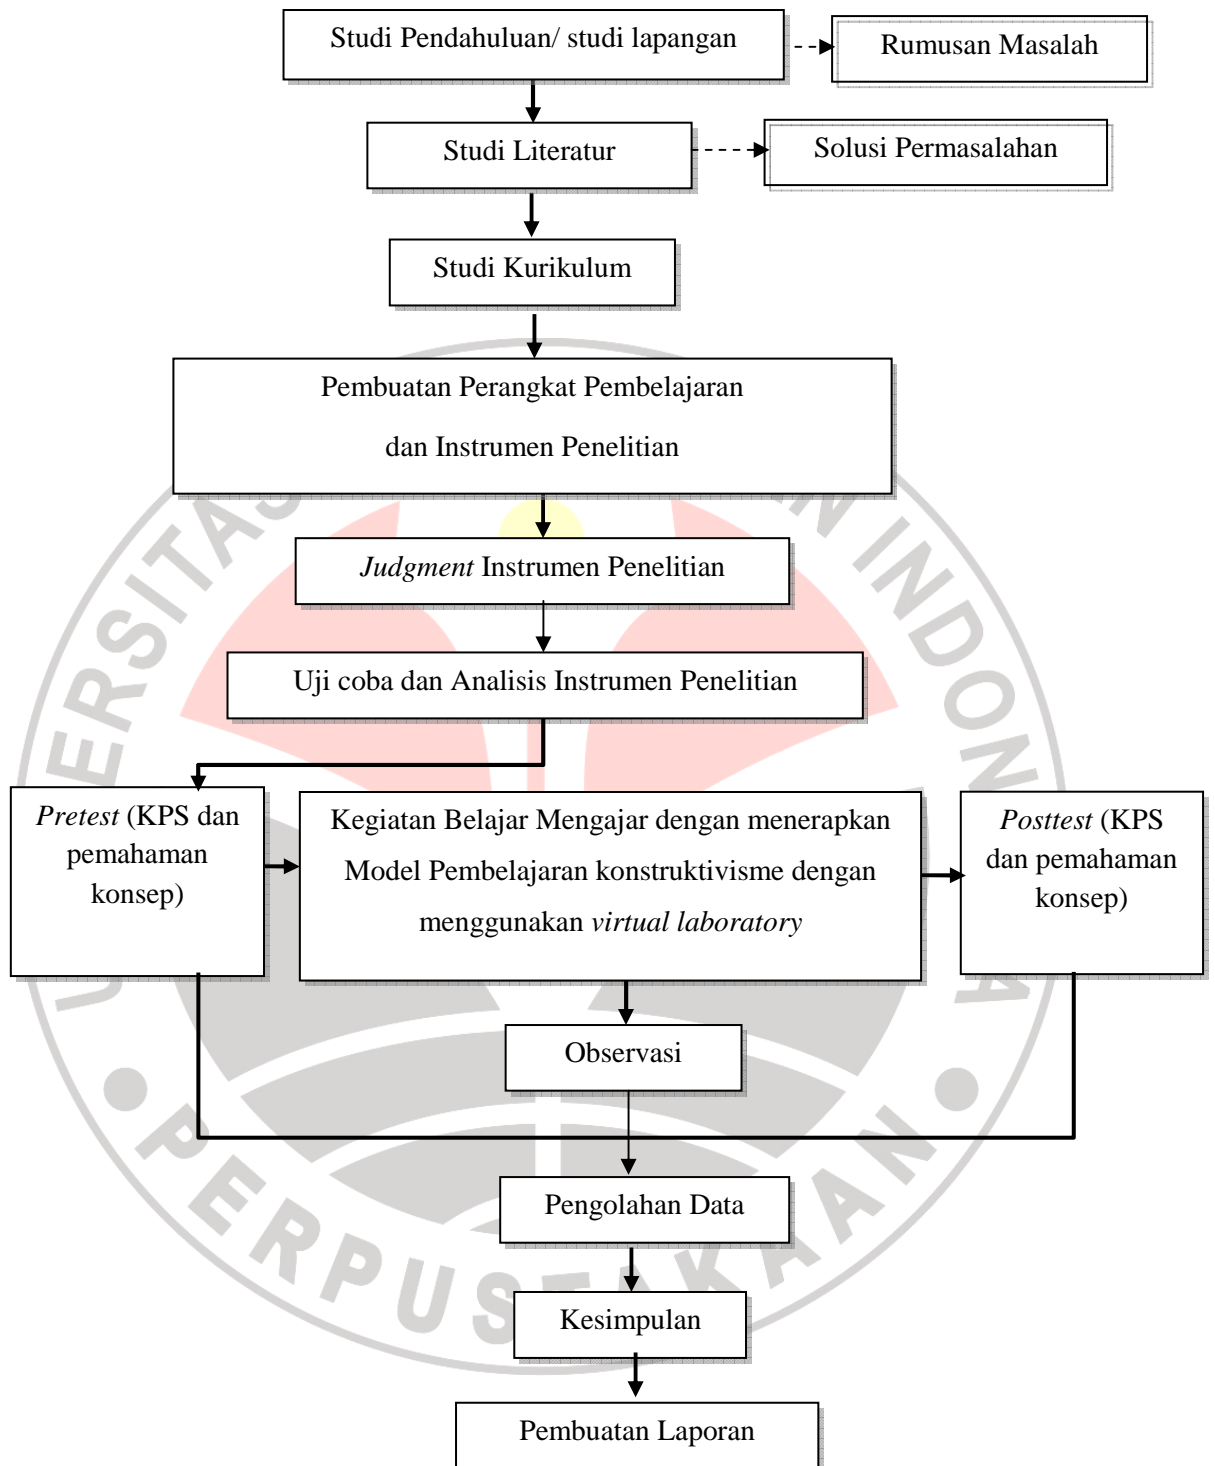 Studi Pendahuluan/ studi lapangan
Rumusan Masalah
Studi Literatur
Solusi Permasalahan
Studi Kurikulum
Pembuatan Perangkat Pembelajaran
dan Instrumen Penelitian
Judgment Instrumen Penelitian
Uji coba dan Analisis Instrumen Penelitian
Pretest (KPS dan
pemahaman
konsep)
Kegiatan Belajar Mengajar dengan menerapkan
Model Pembelajaran konstruktivisme dengan
menggunakan virtual laboratory
Posttest (KPS
dan pemahaman
konsep)
Observasi
Pengolahan Data
Kesimpulan
Pembuatan Laporan
PERPUSTAKAAN